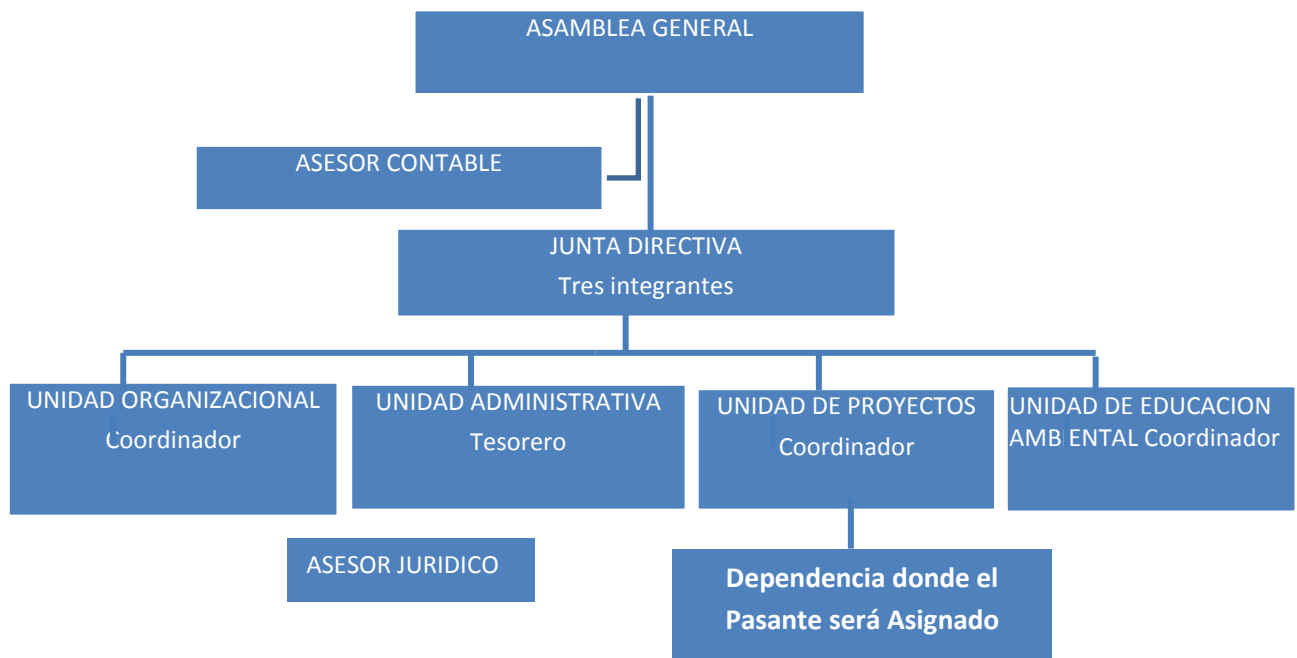 ASAMBLEA GENERAL
ASESOR CONTABLE
JUNTA DIRECTIVA
Tres integrantes
UNIDAD ORGANIZACIONAL
Coordinador
UNIDAD ADMINISTRATIVA
Tesorero
UNIDAD DE PROYECTOS
Coordinador
UNIDAD DE EDUCACION
AMB ENTAL Coordinador
ASESOR JURIDICO
Dependencia donde el
Pasante será Asignado